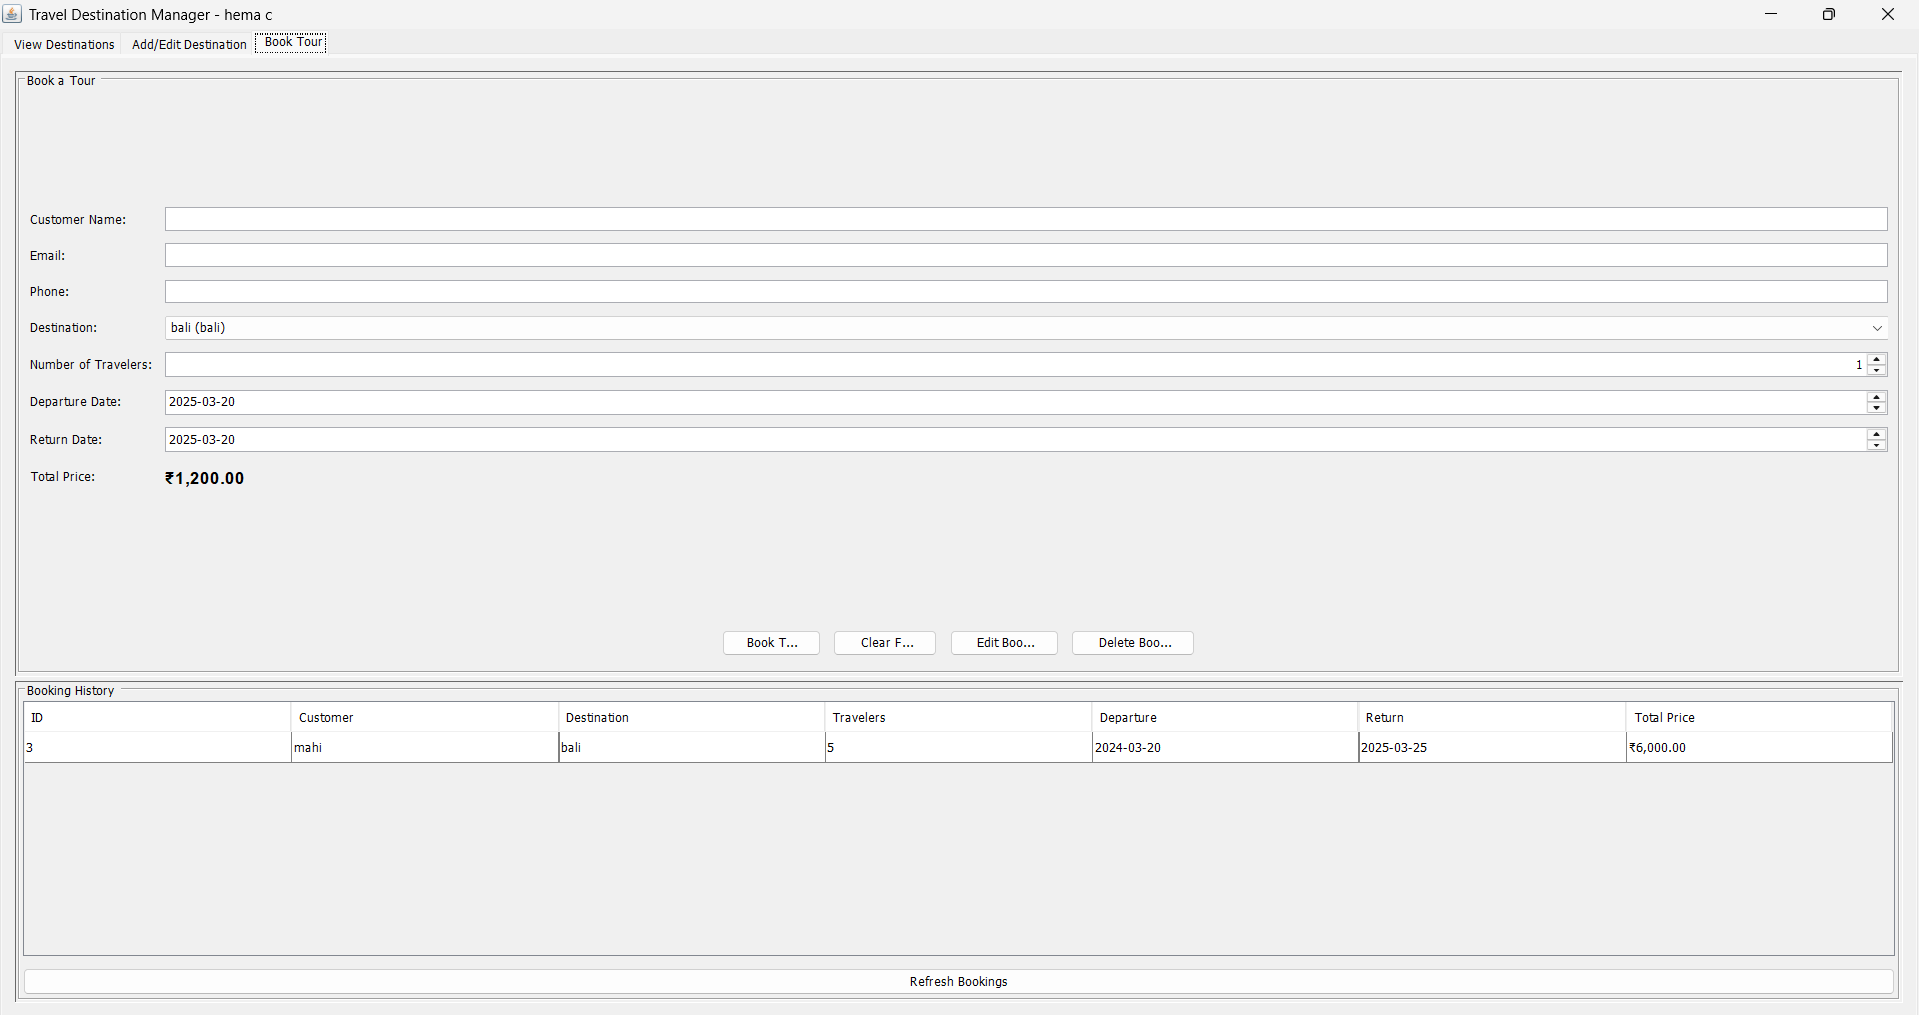 Travel Destination Manager - hema c
View Destinations Add/Edit Destination Book Tour
Book a Tour
Customer Name:
Email:
Phone:
Destination: bali (bali)
Number of Travelers: 1
Departure Date: 2025-03-20
Return Date: 2025-03-20
Total Price: ₹1,200.00
Book T... Clear F... Edit Boo... Delete Boo...
Booking History
ID Customer Destination Travelers Departure Return Total Price
3 mahi bali 5 2024-03-20 2025-03-25 ₹6,000.00
Refresh Bookings